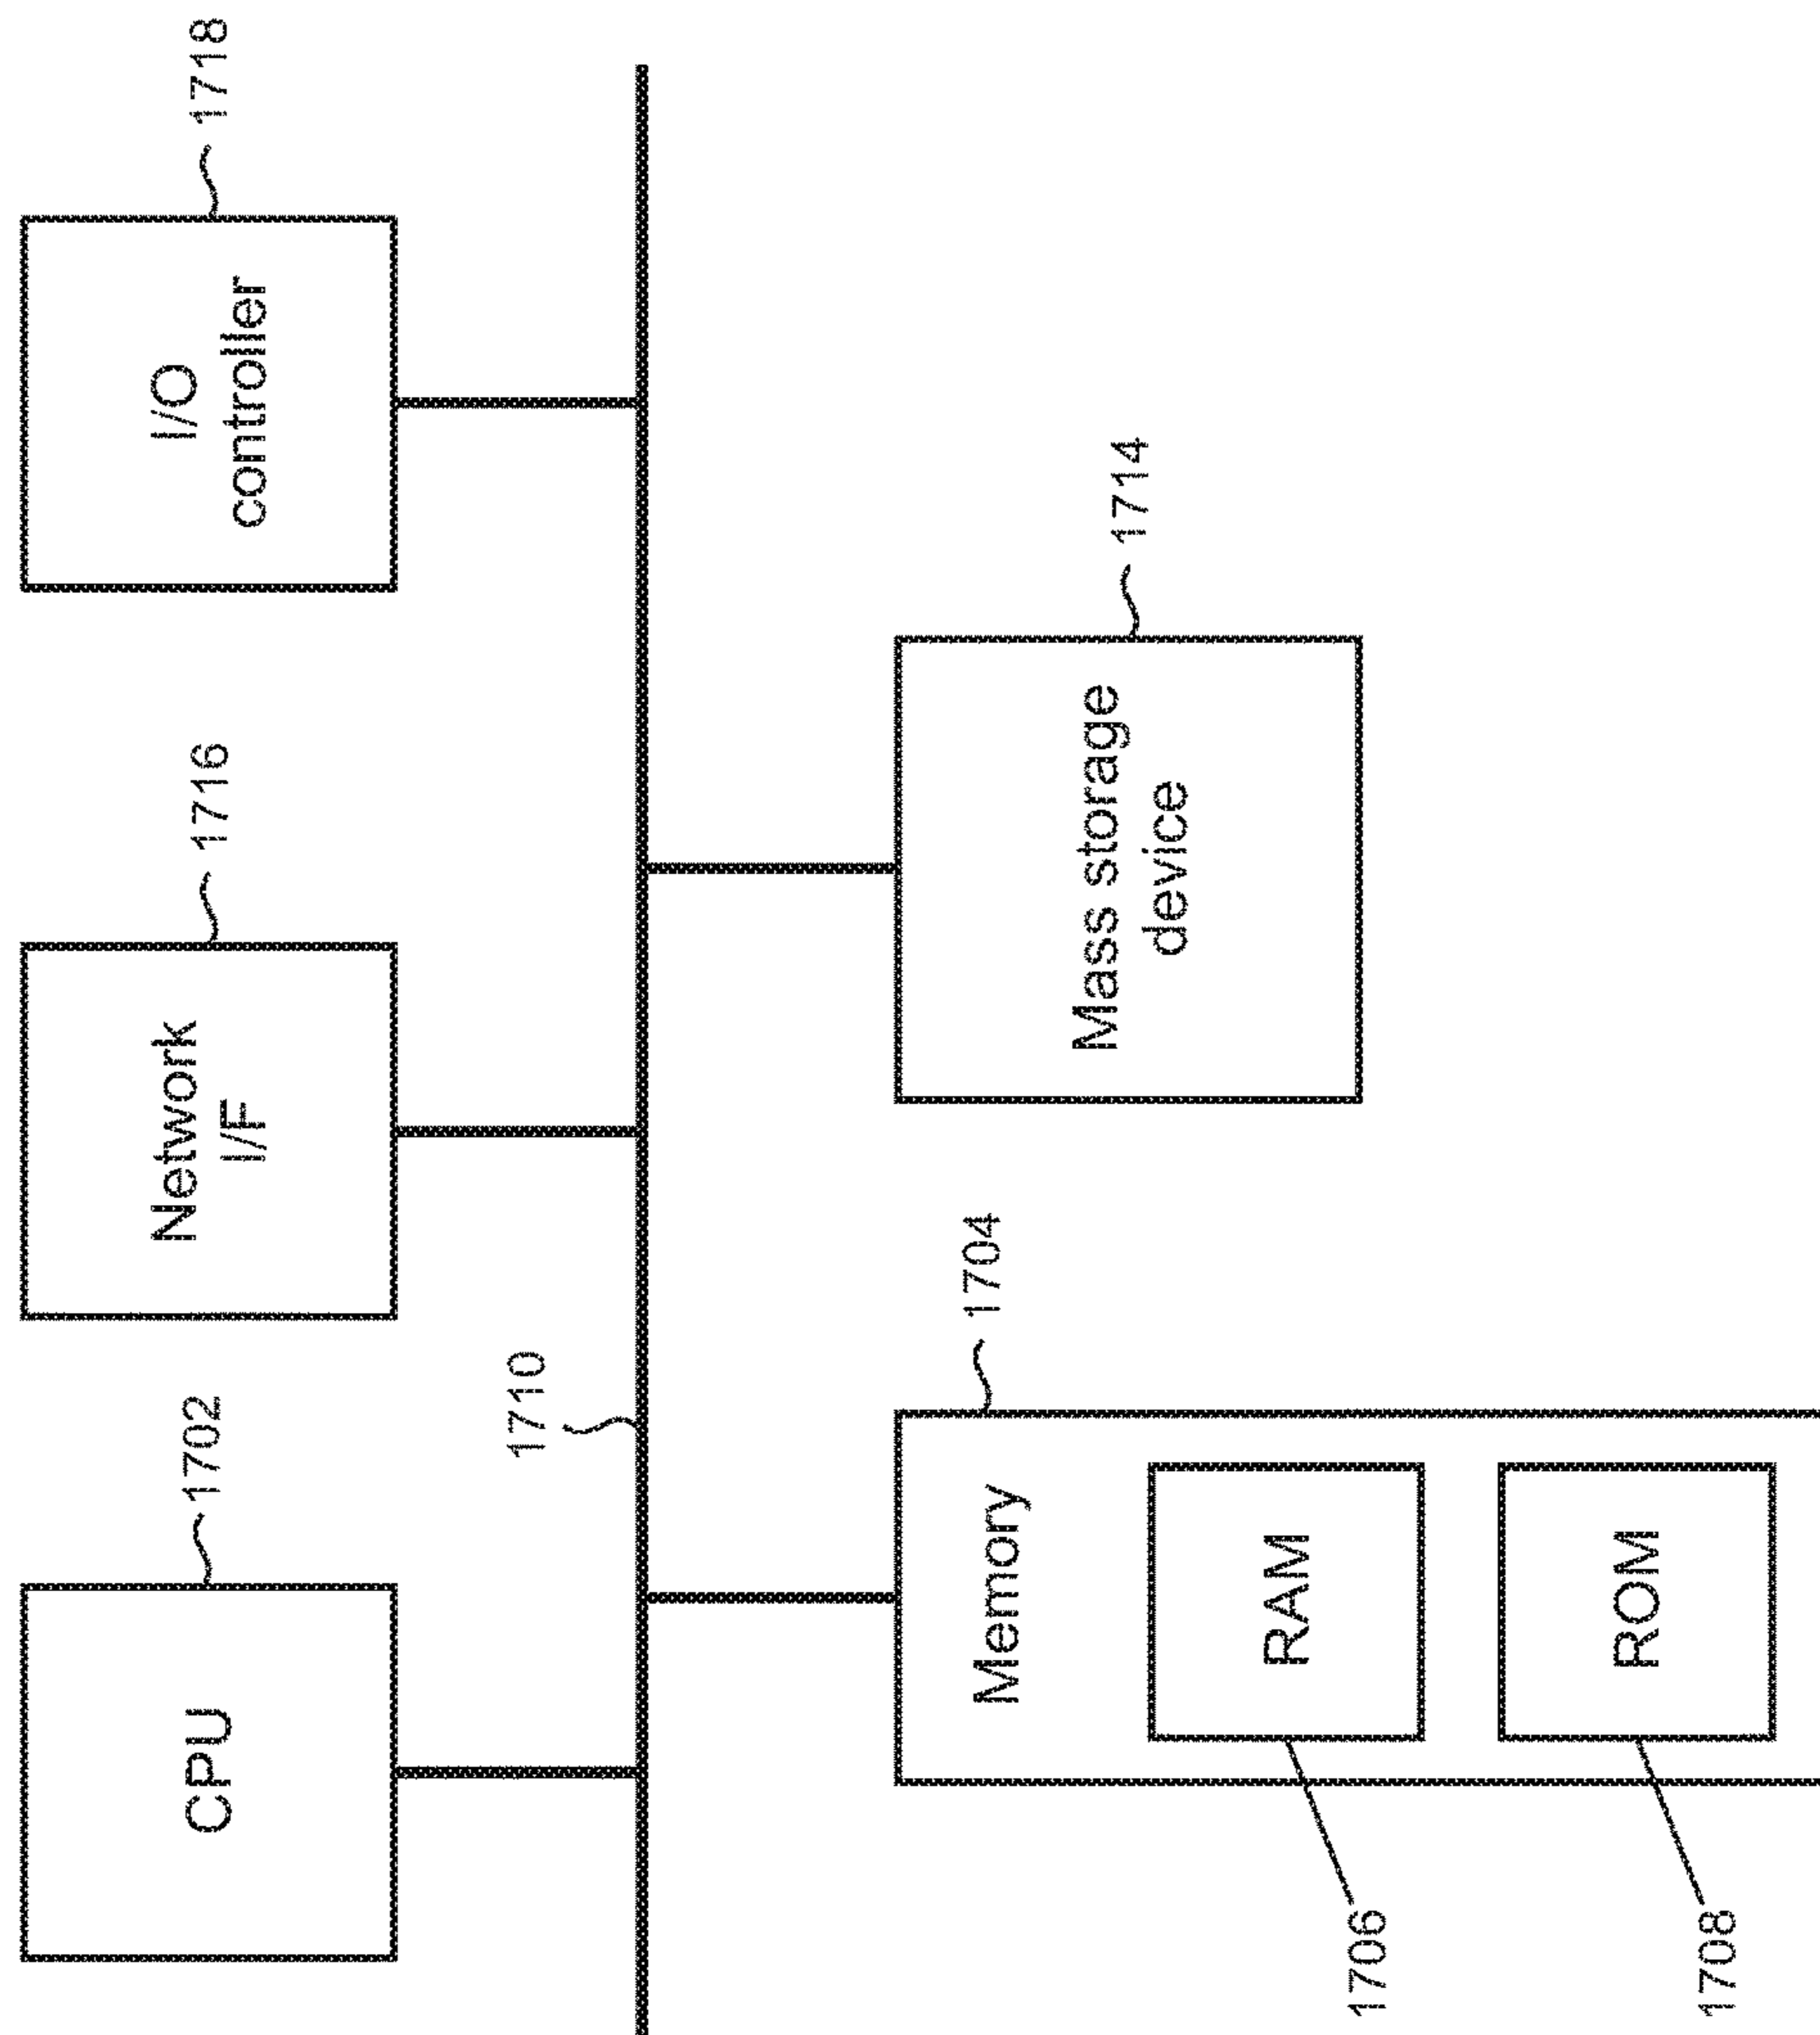 CPU
1702
Network
I/F
1716
I/O
controller
1718
1710
Memory
1704
RAM
1706
ROM
1708
Mass storage
device
1714